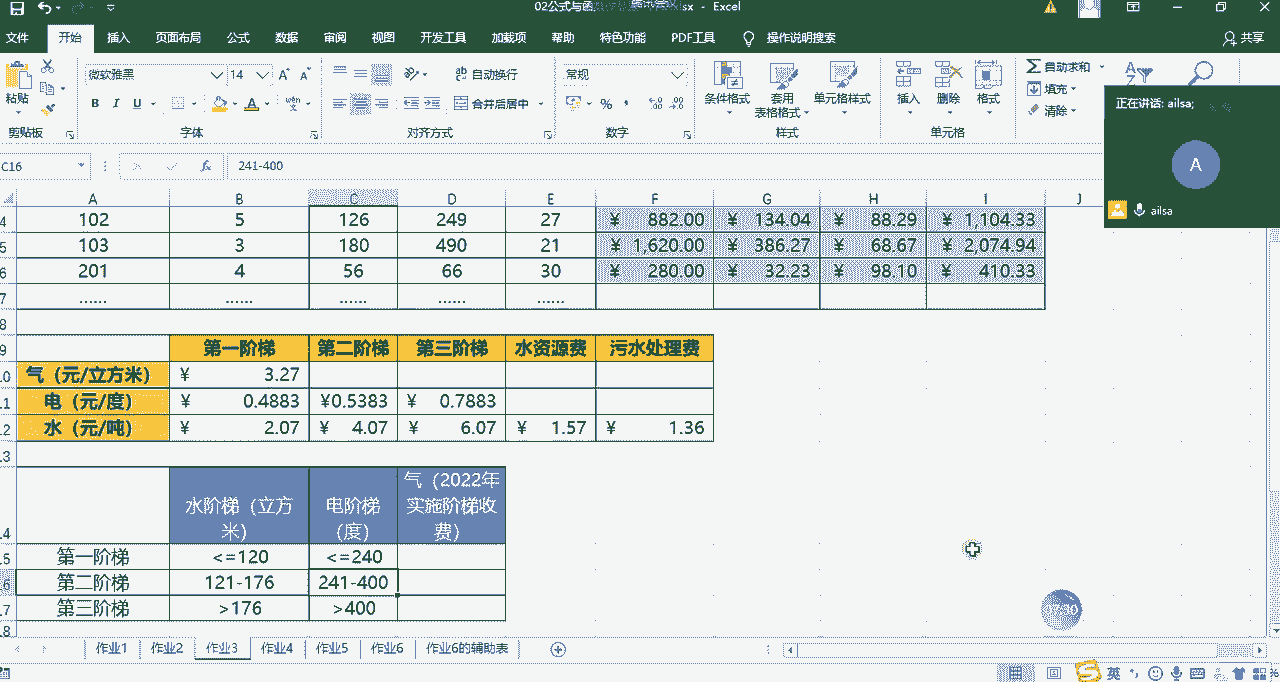 02公式与函 sx - Excel
文件 开始 插入 页面布局 公式 数据 审阅 视图 开发工具 加载项 帮助 特色功能 PDF工具 操作说明搜索 共享
粘贴 微软雅黑 14 自动换行 常规 条件格式 套用 单元格样式 插入 删除 格式 自动求和
B I U A 合并后居中 % 表格格式 填充
清除
剪贴板 字体 对齐方式 数字 样式 单元格
正在讲话: ailsa;
A
ailsa
C16 fx 241-400
A B C D E F G H I J
4 102 5 126 249 27 ¥ 882.00 ¥ 134.04 ¥ 88.29 ¥ 1,104.33
5 103 3 180 490 21 ¥ 1,620.00 ¥ 386.27 ¥ 68.67 ¥ 2,074.94
6 201 4 56 66 30 ¥ 280.00 ¥ 32.23 ¥ 98.10 ¥ 410.33
7 …… …… …… …… ……
8
9 第一阶梯 第二阶梯 第三阶梯 水资源费 污水处理费
0 气（元/立方米） ¥ 3.27
1 电（元/度） ¥ 0.4883 ¥0.5383 ¥ 0.7883
2 水（元/吨） ¥ 2.07 ¥ 4.07 ¥ 6.07 ¥ 1.57 ¥ 1.36
3
4 水阶梯（立方米） 电阶梯（度） 气（2022年实施阶梯收费）
5 第一阶梯 <=120 <=240
6 第二阶梯 121-176 241-400
7 第三阶梯 >176 >400
8
作业1 作业2 作业3 作业4 作业5 作业6 作业6的辅助表
英